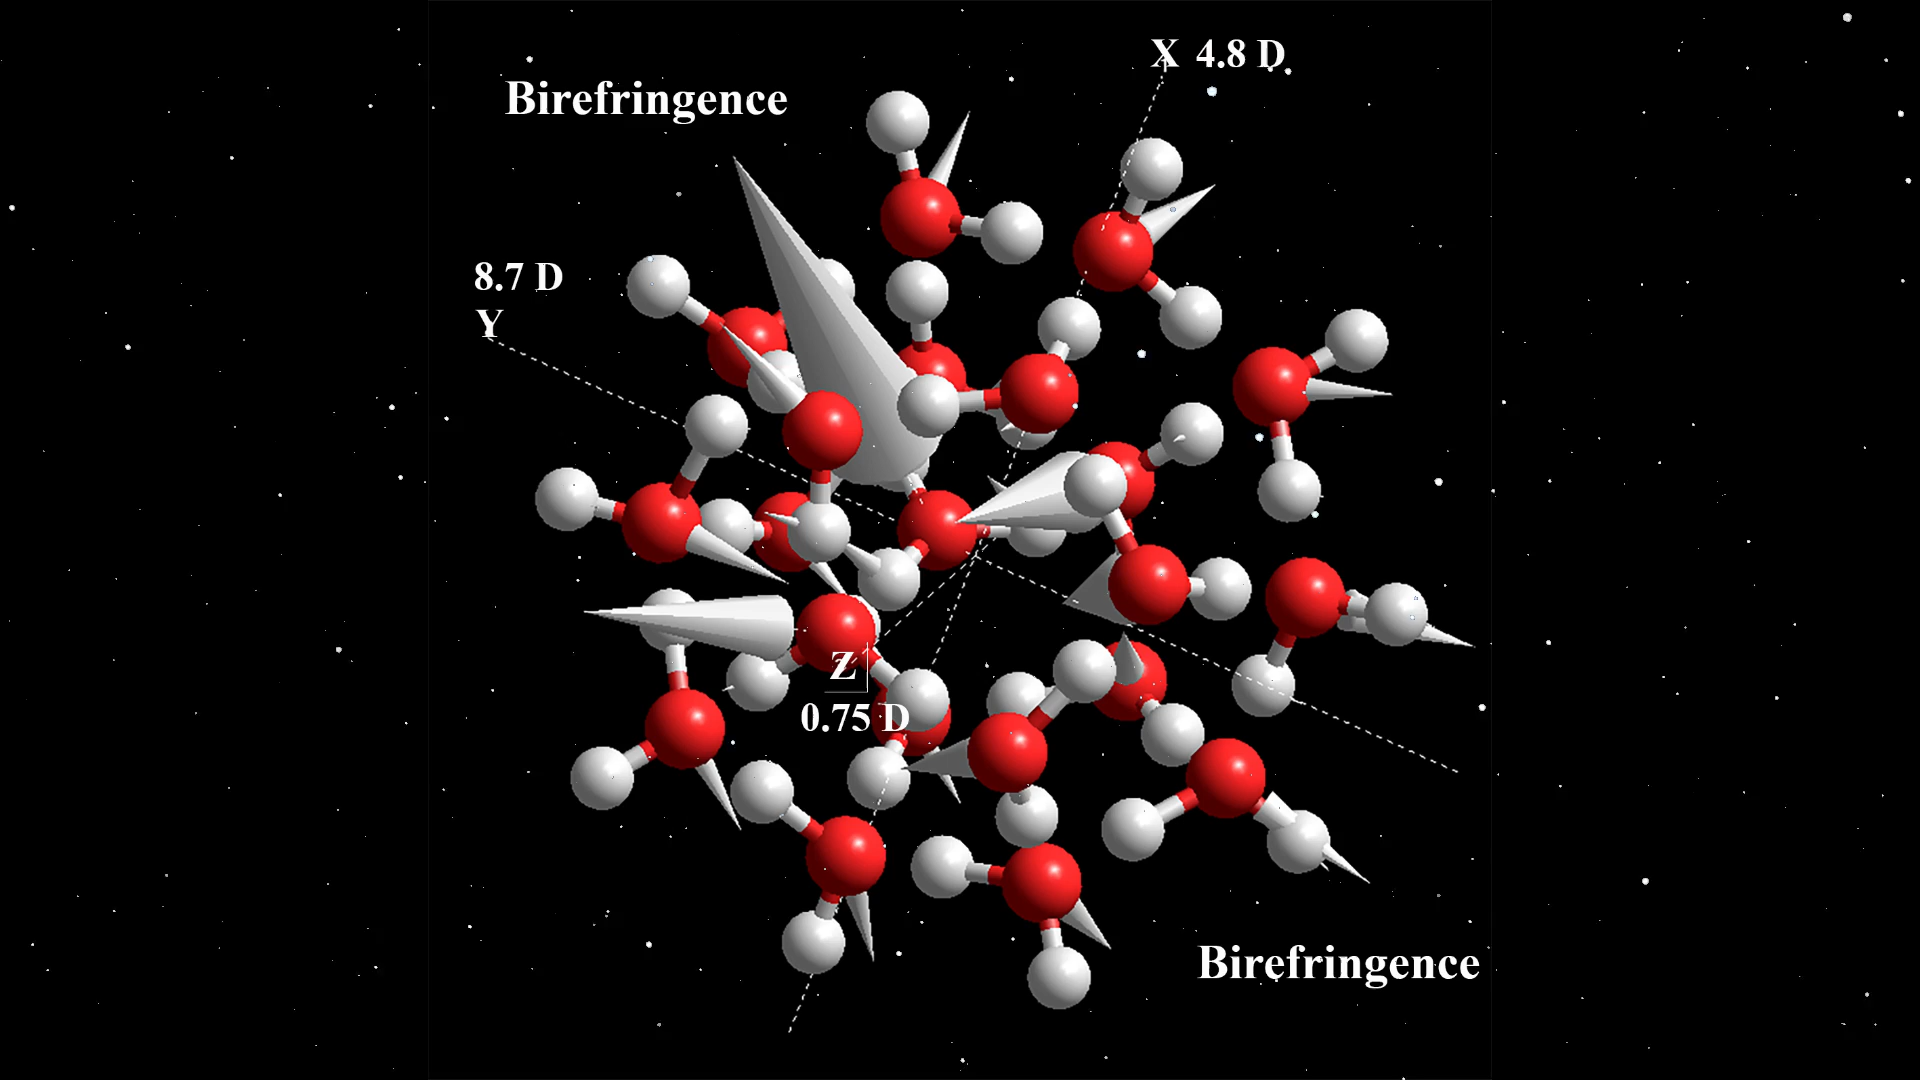 X 4.8 D
Birefringence
8.7 D
Y
Z
0.75 D
Birefringence